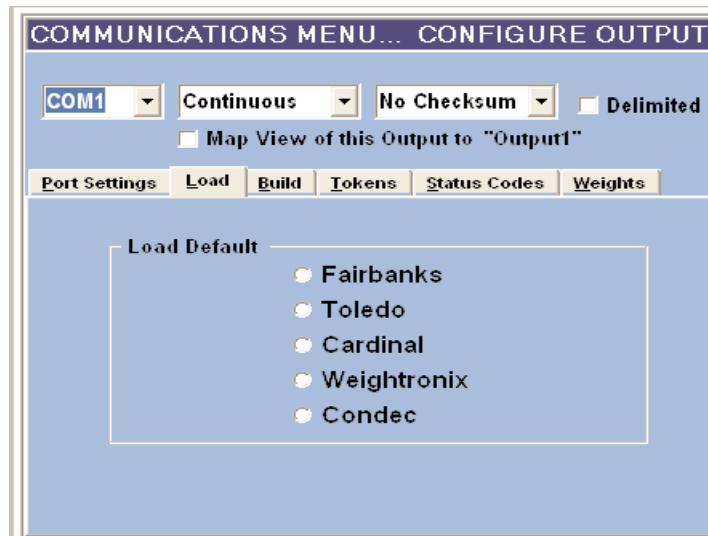 COMMUNICATIONS MENU... CONFIGURE OUTPUT
COM1 Continuous No Checksum Delimited
Map View of this Output to "Output1"
Port Settings Load Build Tokens Status Codes Weights
Load Default
Fairbanks
Toledo
Cardinal
Weightronix
Condec